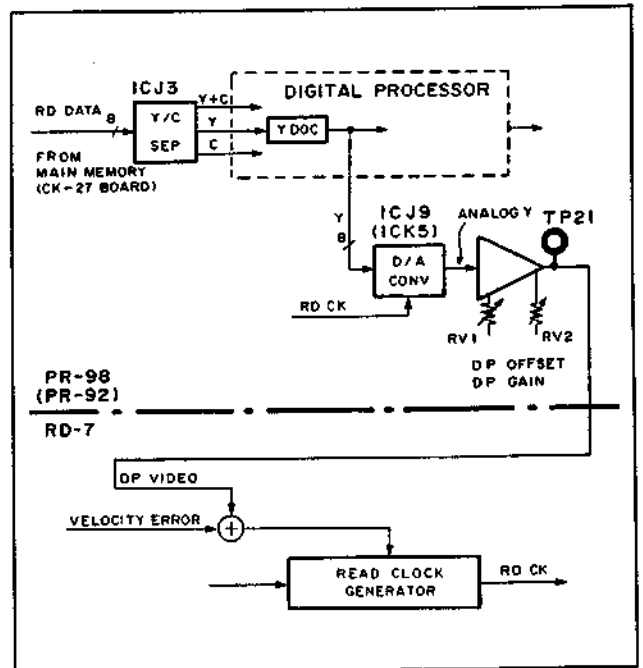 ICJ3
DIGITAL PROCESSOR
RD DATA
8
Y/C
SEP
Y+C
Y
C
Y DOC
FROM
MAIN MEMORY
(CK-27 BOARD)
Y
8
ICJ9
(ICK5)
ANALOG Y
TP21
D/A
CONV
RD CK
RV1
RV2
DP OFFSET
DP GAIN
PR-98
(PR-92)
RD-7
DP VIDEO
VELOCITY ERROR
+
READ CLOCK
GENERATOR
RD CK